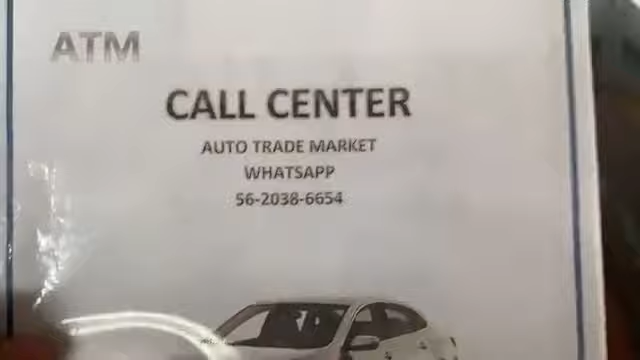 ATM
CALL CENTER
AUTO TRADE MARKET
WHATSAPP
56-2038-6654